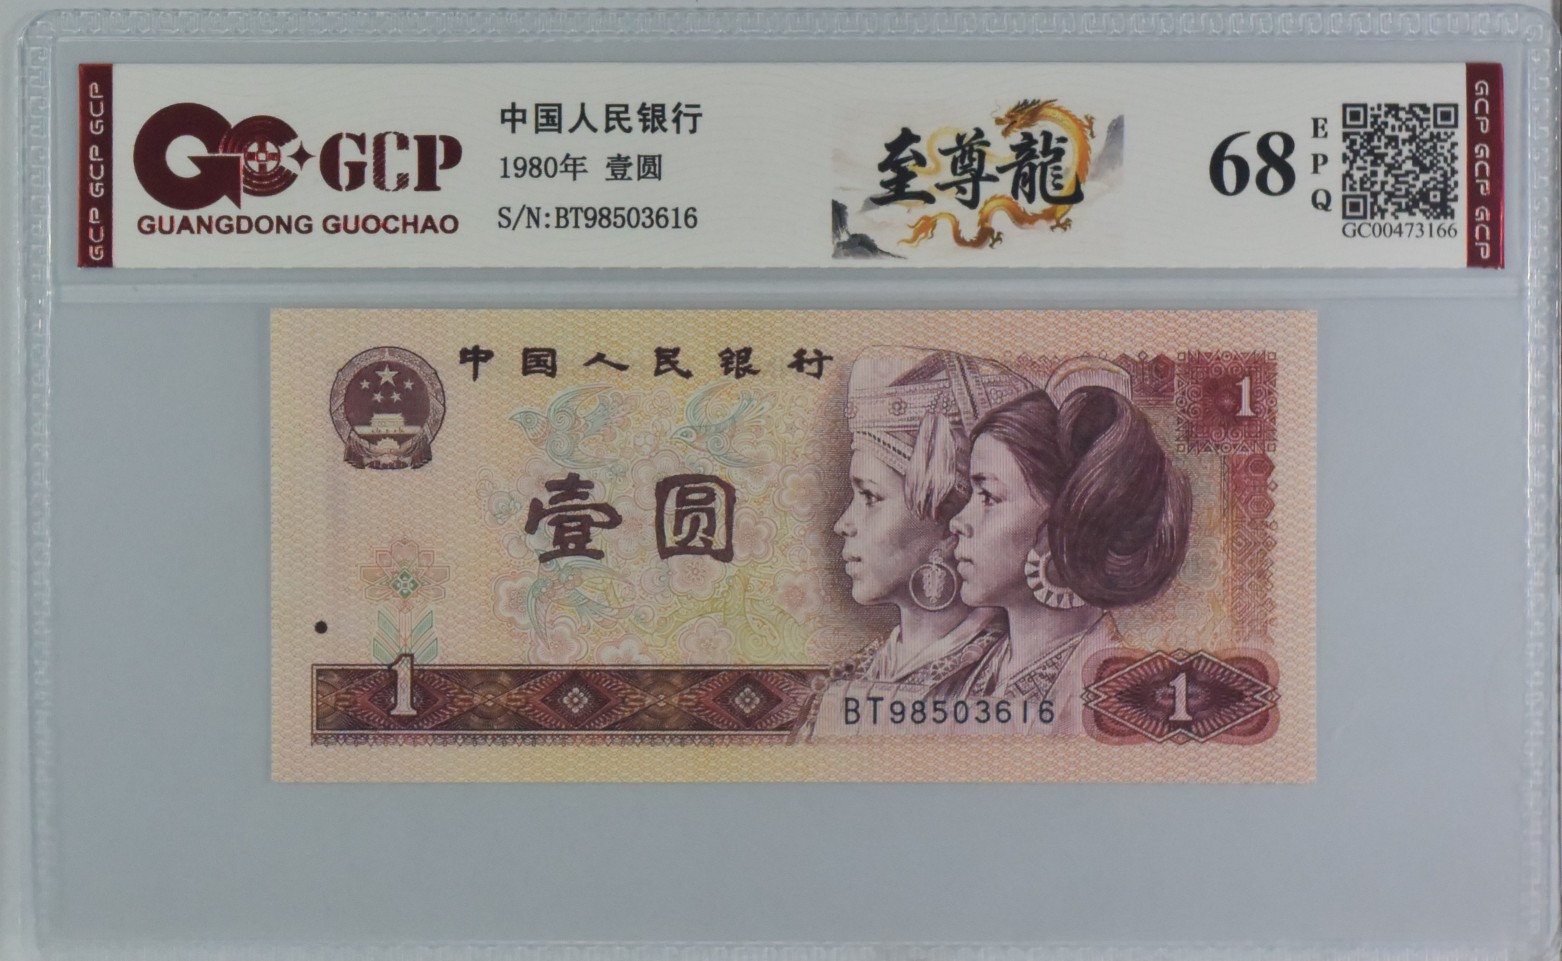 GCP GCP GCP
GCP
GUANGDONG GUOCHAO
中国人民银行
1980年 壹圆
S/N:BT98503616
至尊龍
68
EPQ
GC00473166
GCP GCP GCP
中国人民银行
1
壹圆
1
BT98503616
1